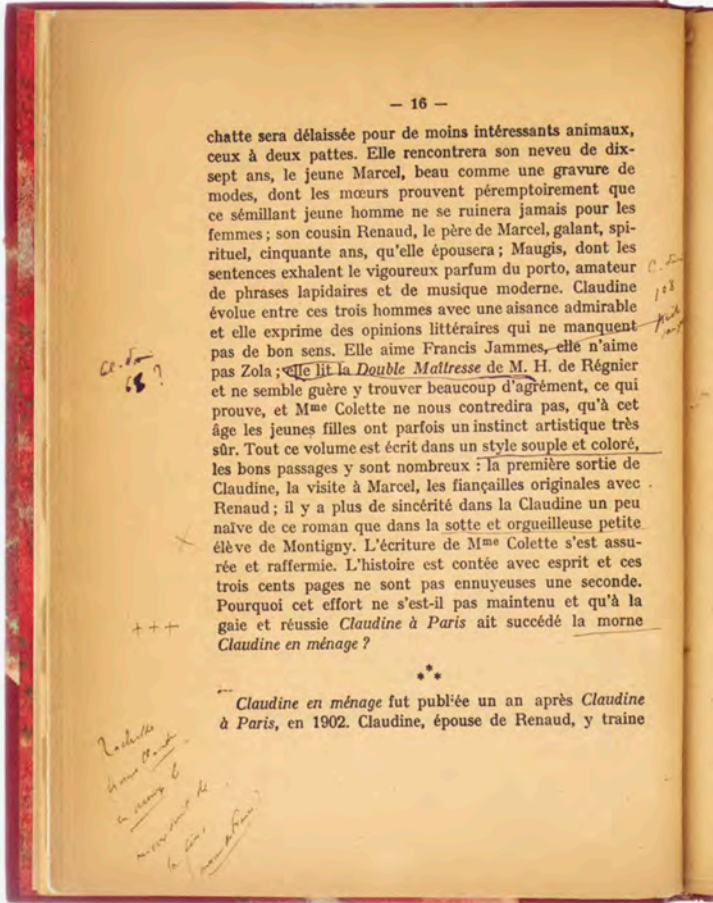 — 16 —
chatte sera délaissée pour de moins intéressants animaux,
ceux à deux pattes. Elle rencontrera son neveu de dix-
sept ans, le jeune Marcel, beau comme une gravure de
modes, dont les mœurs prouvent péremptoirement que
ce sémillant jeune homme ne se ruinera jamais pour les
femmes ; son cousin Renaud, le père de Marcel, galant, spi-
rituel, cinquante ans, qu'elle épousera ; Maugis, dont les
sentences exhalent le vigoureux parfum du porto, amateur
de phrases lapidaires et de musique moderne. Claudine
évolue entre ces trois hommes avec une aisance admirable
et elle exprime des opinions littéraires qui ne manquent
pas de bon sens. Elle aime Francis Jammes, elle n'aime
pas Zola ; elle lit la Double Maîtresse de M. H. de Régnier
et ne semble guère y trouver beaucoup d'agrément, ce qui
prouve, et Mme Colette ne nous contredira pas, qu'à cet
âge les jeunes filles ont parfois un instinct artistique très
sûr. Tout ce volume est écrit dans un style souple et coloré,
les bons passages y sont nombreux : la première sortie de
Claudine, la visite à Marcel, les fiançailles originales avec
Renaud ; il y a plus de sincérité dans la Claudine un peu
naïve de ce roman que dans la sotte et orgueilleuse petite
élève de Montigny. L'écriture de Mme Colette s'est assu-
rée et raffermie. L'histoire est contée avec esprit et ces
trois cents pages ne sont pas ennuyeuses une seconde.
Pourquoi cet effort ne s'est-il pas maintenu et qu'à la
gaie et réussie Claudine à Paris ait succédé la morne
Claudine en ménage ?
+++
***
Claudine en ménage fut publiée un an après Claudine
à Paris, en 1902. Claudine, épouse de Renaud, y traine